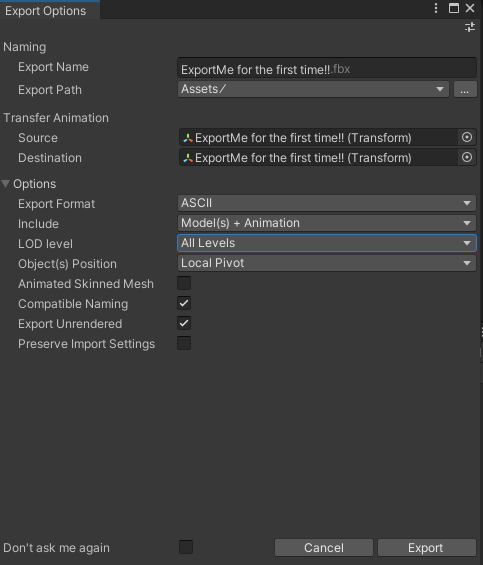 Export Options
Naming
Export Name ExportMe for the first time!!.fbx
Export Path Assets/ ...
Transfer Animation
Source ExportMe for the first time!! (Transform)
Destination ExportMe for the first time!! (Transform)
Options
Export Format ASCII
Include Model(s) + Animation
LOD level All Levels
Object(s) Position Local Pivot
Animated Skinned Mesh
Compatible Naming
Export Unrendered
Preserve Import Settings
Don't ask me again Cancel Export